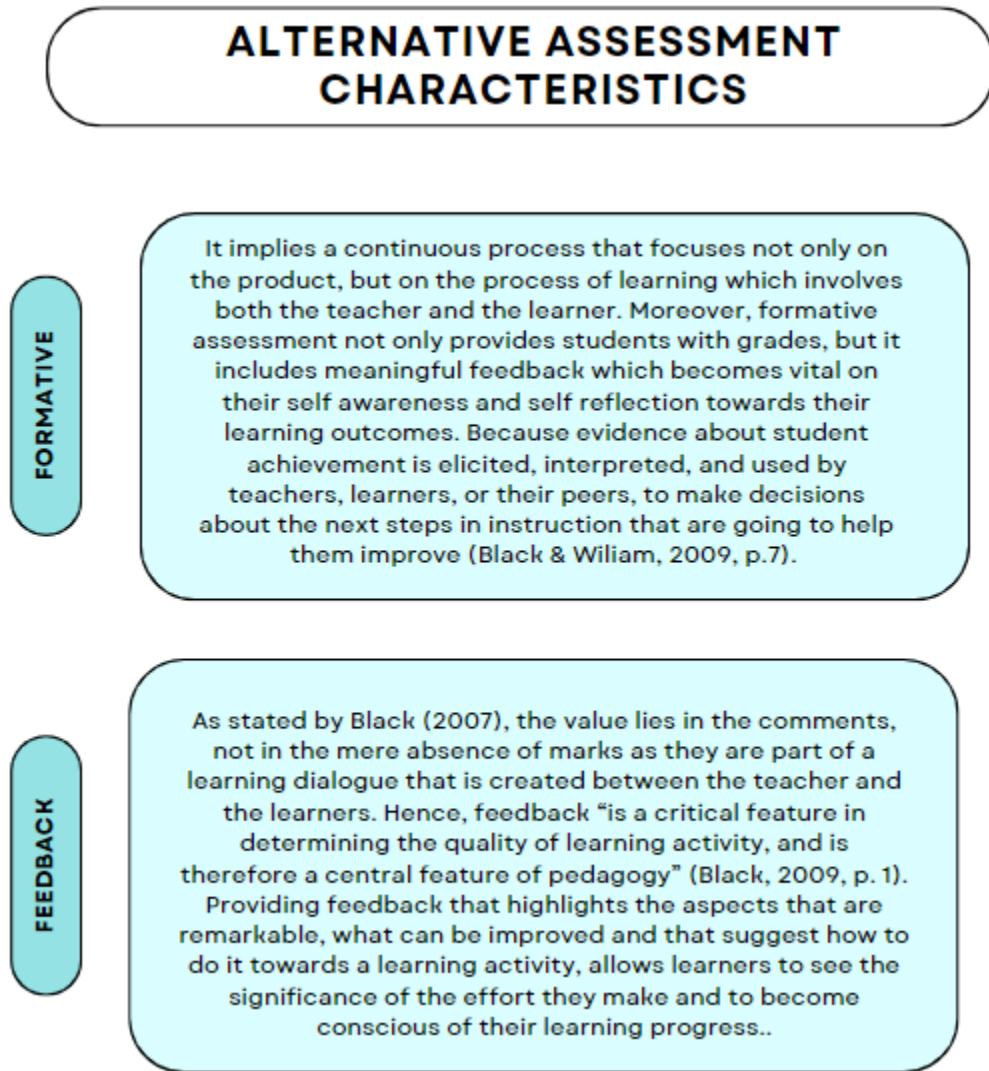 ALTERNATIVE ASSESSMENT
CHARACTERISTICS
FORMATIVE
It implies a continuous process that focuses not only on
the product, but on the process of learning which involves
both the teacher and the learner. Moreover, formative
assessment not only provides students with grades, but it
includes meaningful feedback which becomes vital on
their self awareness and self reflection towards their
learning outcomes. Because evidence about student
achievement is elicited, interpreted, and used by
teachers, learners, or their peers, to make decisions
about the next steps in instruction that are going to help
them improve (Black & Wiliam, 2009, p.7).
FEEDBACK
As stated by Black (2007), the value lies in the comments,
not in the mere absence of marks as they are part of a
learning dialogue that is created between the teacher and
the learners. Hence, feedback “is a critical feature in
determining the quality of learning activity, and is
therefore a central feature of pedagogy” (Black, 2009, p. 1).
Providing feedback that highlights the aspects that are
remarkable, what can be improved and that suggest how to
do it towards a learning activity, allows learners to see the
significance of the effort they make and to become
conscious of their learning progress..